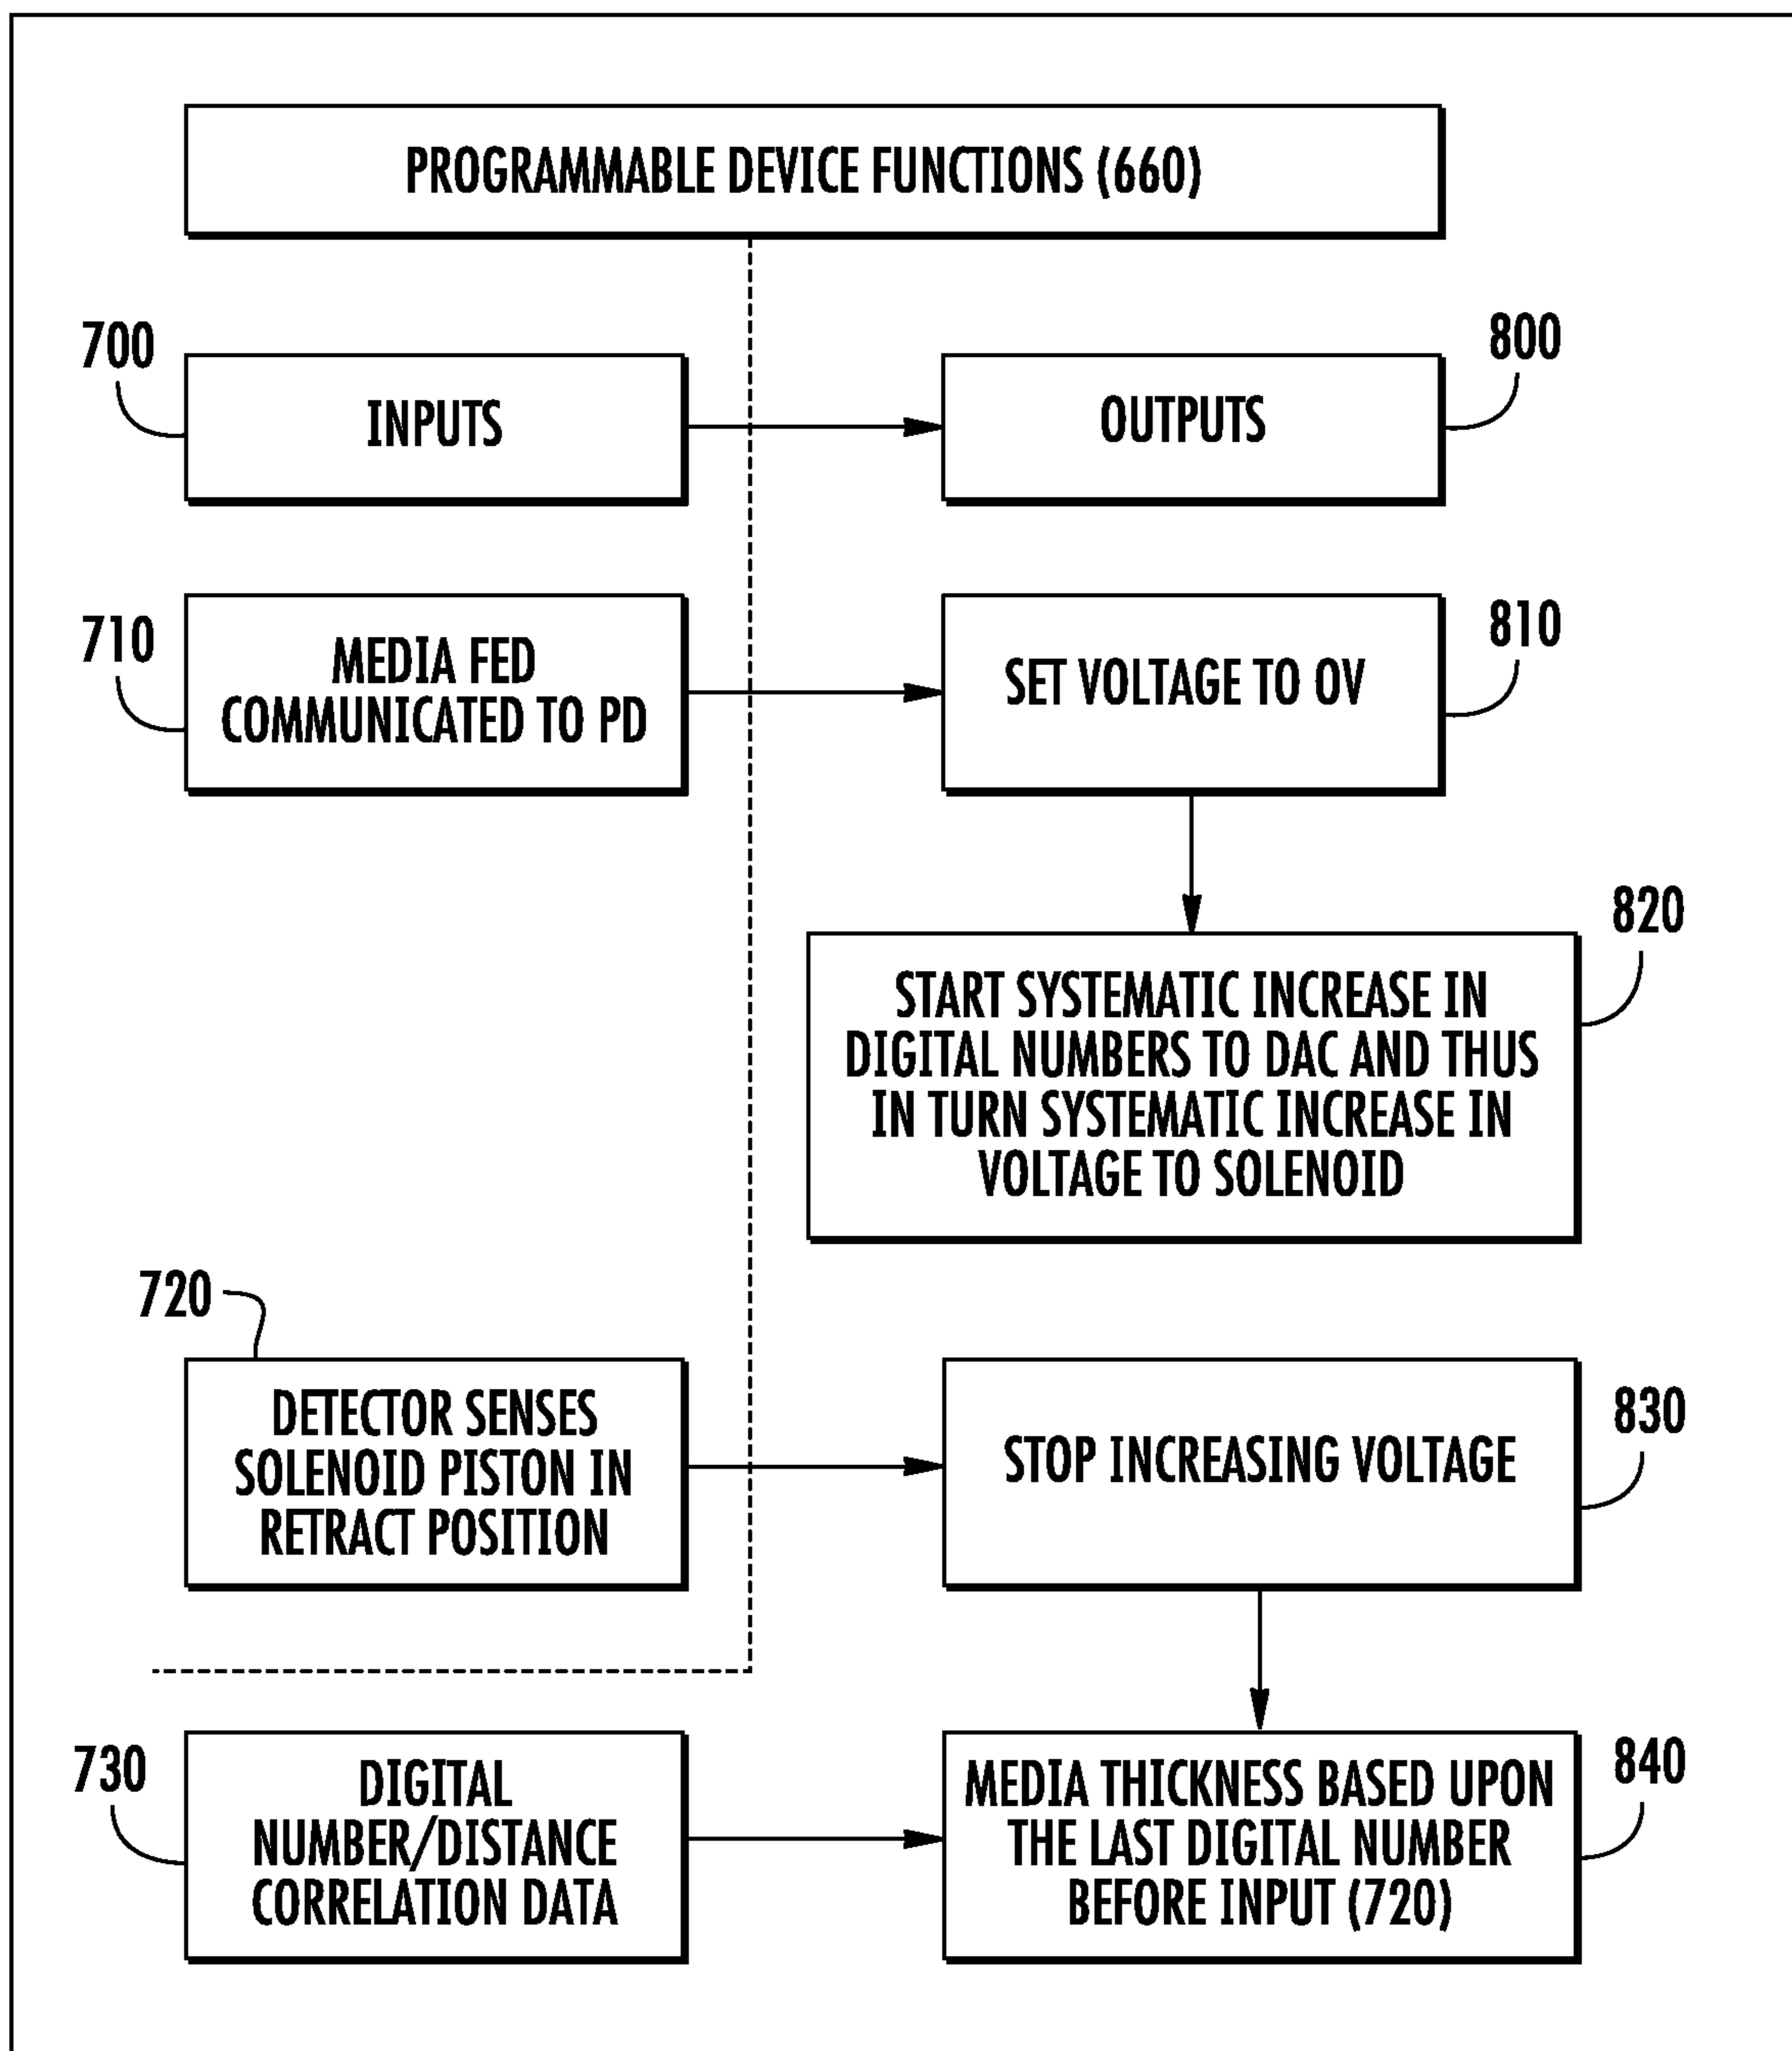 PROGRAMMABLE DEVICE FUNCTIONS (660)
700
INPUTS
800
OUTPUTS
710
MEDIA FED
COMMUNICATED TO PD
810
SET VOLTAGE TO 0V
820
START SYSTEMATIC INCREASE IN
DIGITAL NUMBERS TO DAC AND THUS
IN TURN SYSTEMATIC INCREASE IN
VOLTAGE TO SOLENOID
720
DETECTOR SENSES
SOLENOID PISTON IN
RETRACT POSITION
830
STOP INCREASING VOLTAGE
730
DIGITAL
NUMBER/DISTANCE
CORRELATION DATA
840
MEDIA THICKNESS BASED UPON
THE LAST DIGITAL NUMBER
BEFORE INPUT (720)